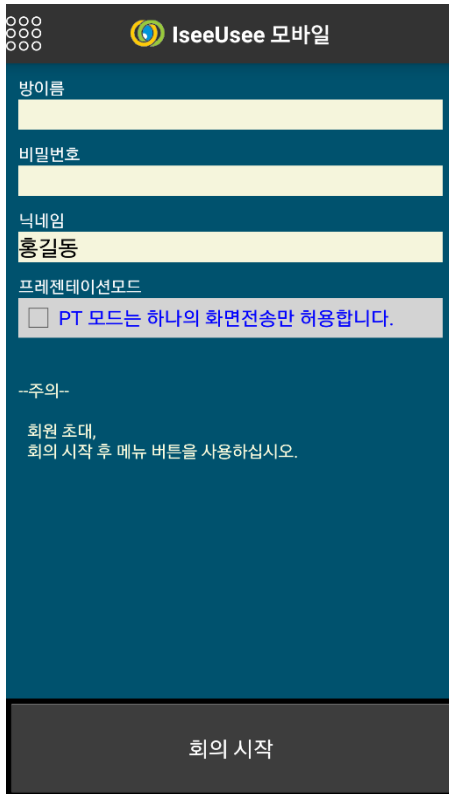 IseeUsee 모바일
방이름
비밀번호
닉네임
홍길동
프레젠테이션모드
PT 모드는 하나의 화면전송만 허용합니다.
--주의--
회원 초대,
회의 시작 후 메뉴 버튼을 사용하십시오.
회의 시작